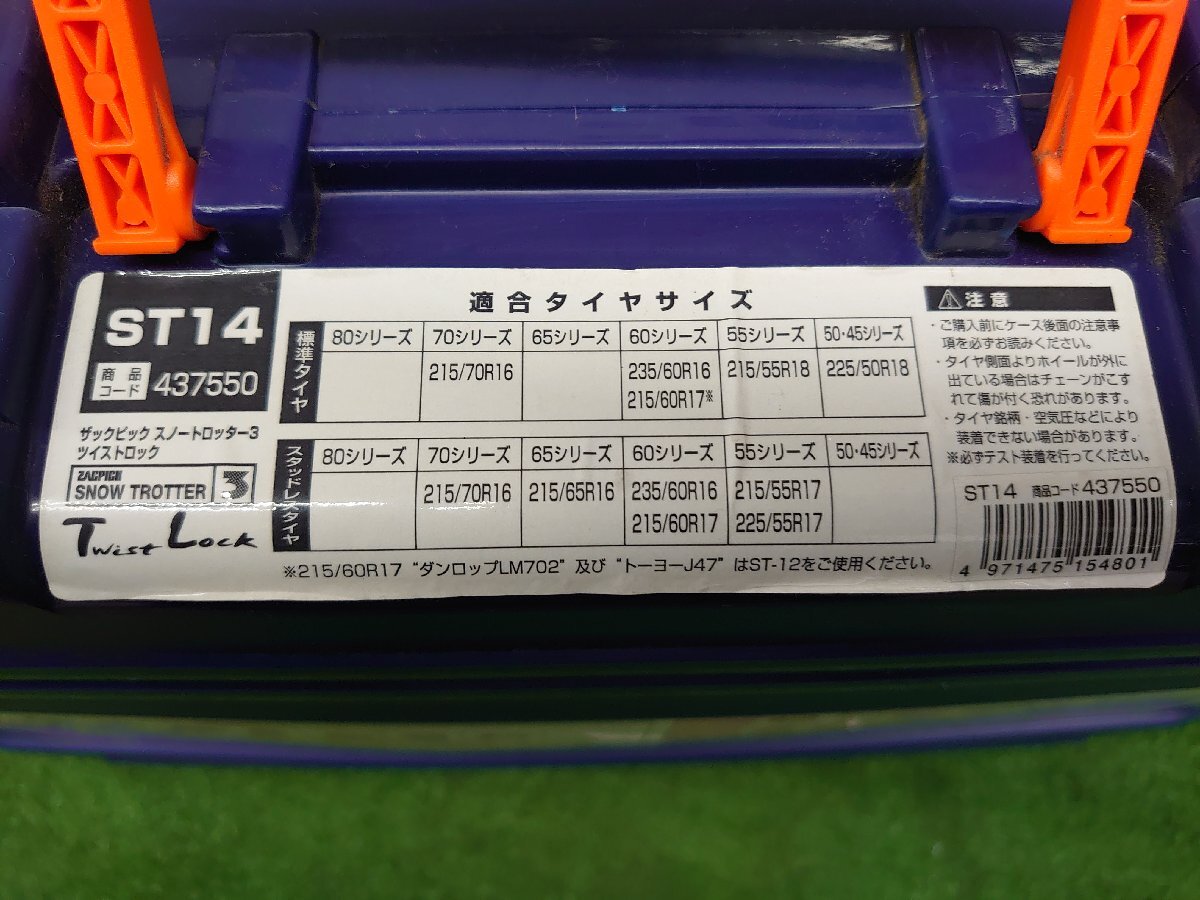 ST14
商品コード 437550
ザックピック スノートロッター3
ツイストロック
ZACPICK
SNOW TROTTER 3
Twist Lock
適合タイヤサイズ
標準タイヤ
80シリーズ 70シリーズ 65シリーズ 60シリーズ 55シリーズ 50・45シリーズ
215/70R16 235/60R16 215/55R18 225/50R18
215/60R17※
スタッドレスタイヤ
80シリーズ 70シリーズ 65シリーズ 60シリーズ 55シリーズ 50・45シリーズ
215/70R16 215/65R16 235/60R16 215/55R17
215/60R17 225/55R17
※215/60R17 “ダンロップLM702” 及び “トーヨーJ47” はST-12をご使用ください。
注意
・ご購入前にケース後面の注意事
項を必ずお読みください。
・タイヤ側面よりホイールが外に
出ている場合はチェーンがこす
れて傷が付く恐れがあります。
・タイヤ銘柄・空気圧などにより
装着できない場合があります。
※必ずテスト装着を行ってください。
ST14 商品コード437550
4 971475 154801